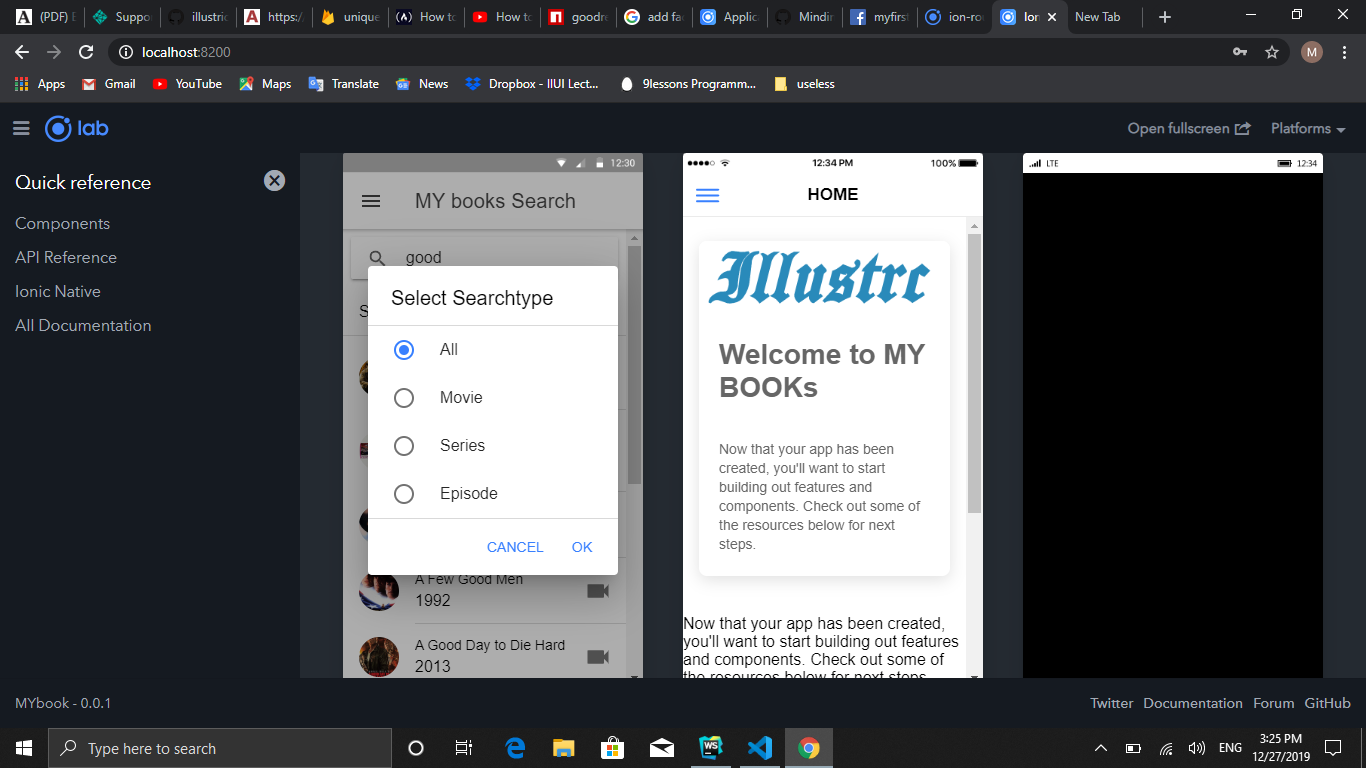 (PDF) E
Suppo
illustric
https:/
unique
How to
How to
goodre
add fa
Applic
Mindin
myfirst
ion-ro
Ion
New Tab
localhost:8200
M
Apps
Gmail
YouTube
Maps
Translate
News
Dropbox - IIUI Lect...
9lessons Programm...
useless
lab
Open fullscreen
Platforms
Quick reference
Components
API Reference
Ionic Native
All Documentation
12:30
MY books Search
good
S
Select Searchtype
All
Movie
Series
Episode
CANCEL
OK
A Few Good Men
1992
A Good Day to Die Hard
2013
12:34 PM
100%
HOME
Illustrc
Welcome to MY
BOOKs
Now that your app has been
created, you'll want to start
building out features and
components. Check out some of
the resources below for next
steps.
Now that your app has been created,
you'll want to start building out features
and components. Check out some of
the resources below for next steps.
LTE
12:34
MYbook - 0.0.1
Twitter
Documentation
Forum
GitHub
Type here to search
WS
ENG
3:25 PM
12/27/2019